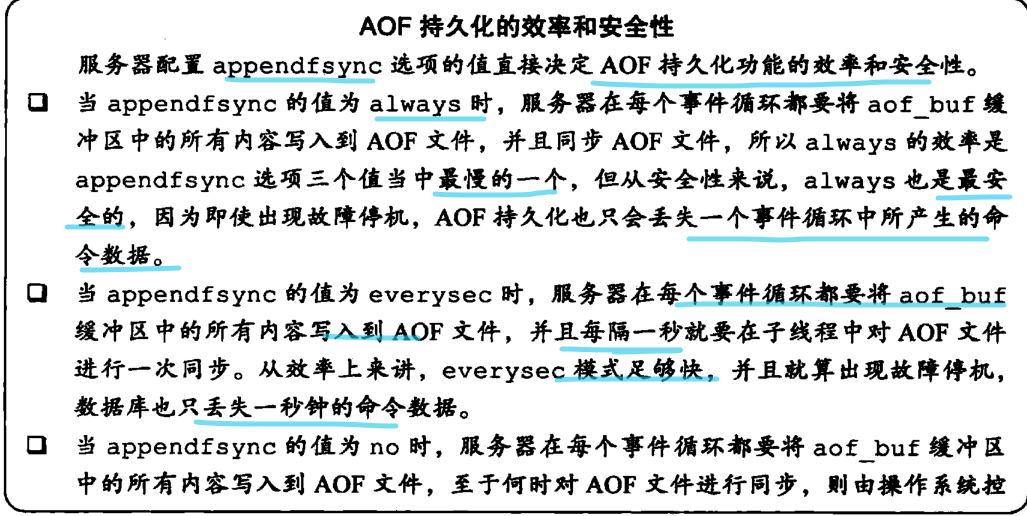 AOF 持久化的效率和安全性
服务器配置 appendfsync 选项的值直接决定 AOF 持久化功能的效率和安全性。
❑ 当 appendfsync 的值为 always 时，服务器在每个事件循环都要将 aof_buf 缓
冲区中的所有内容写入到 AOF 文件，并且同步 AOF 文件，所以 always 的效率是
appendfsync 选项三个值当中最慢的一个，但从安全性来说，always 也是最安
全的，因为即使出现故障停机，AOF 持久化也只会丢失一个事件循环中所产生的命
令数据。
❑ 当 appendfsync 的值为 everysec 时，服务器在每个事件循环都要将 aof_buf
缓冲区中的所有内容写入到 AOF 文件，并且每隔一秒就要在子线程中对 AOF 文件
进行一次同步。从效率上来讲，everysec 模式足够快，并且就算出现故障停机，
数据库也只丢失一秒钟的命令数据。
❑ 当 appendfsync 的值为 no 时，服务器在每个事件循环都要将 aof_buf 缓冲区
中的所有内容写入到 AOF 文件，至于何时对 AOF 文件进行同步，则由操作系统控